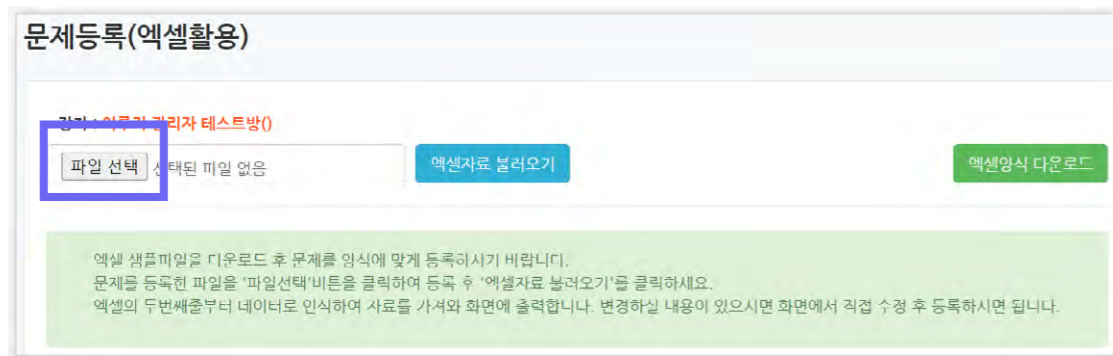 문제등록(엑셀활용)
관리자 테스트방()
파일 선택 선택된 파일 없음 엑셀자료 불러오기 엑셀양식 다운로드
엑셀 샘플파일을 다운로드 후 문제를 양식에 맞게 등록하시기 바랍니다.
문제를 등록한 파일을 '파일선택'버튼을 클릭하여 등록 후 '엑셀자료 불러오기'를 클릭하세요.
엑셀의 두번째줄부터 데이터로 인식하여 자료를 가져와 화면에 출력합니다. 변경하실 내용이 있으시면 화면에서 직접 수정 후 등록하시면 됩니다.